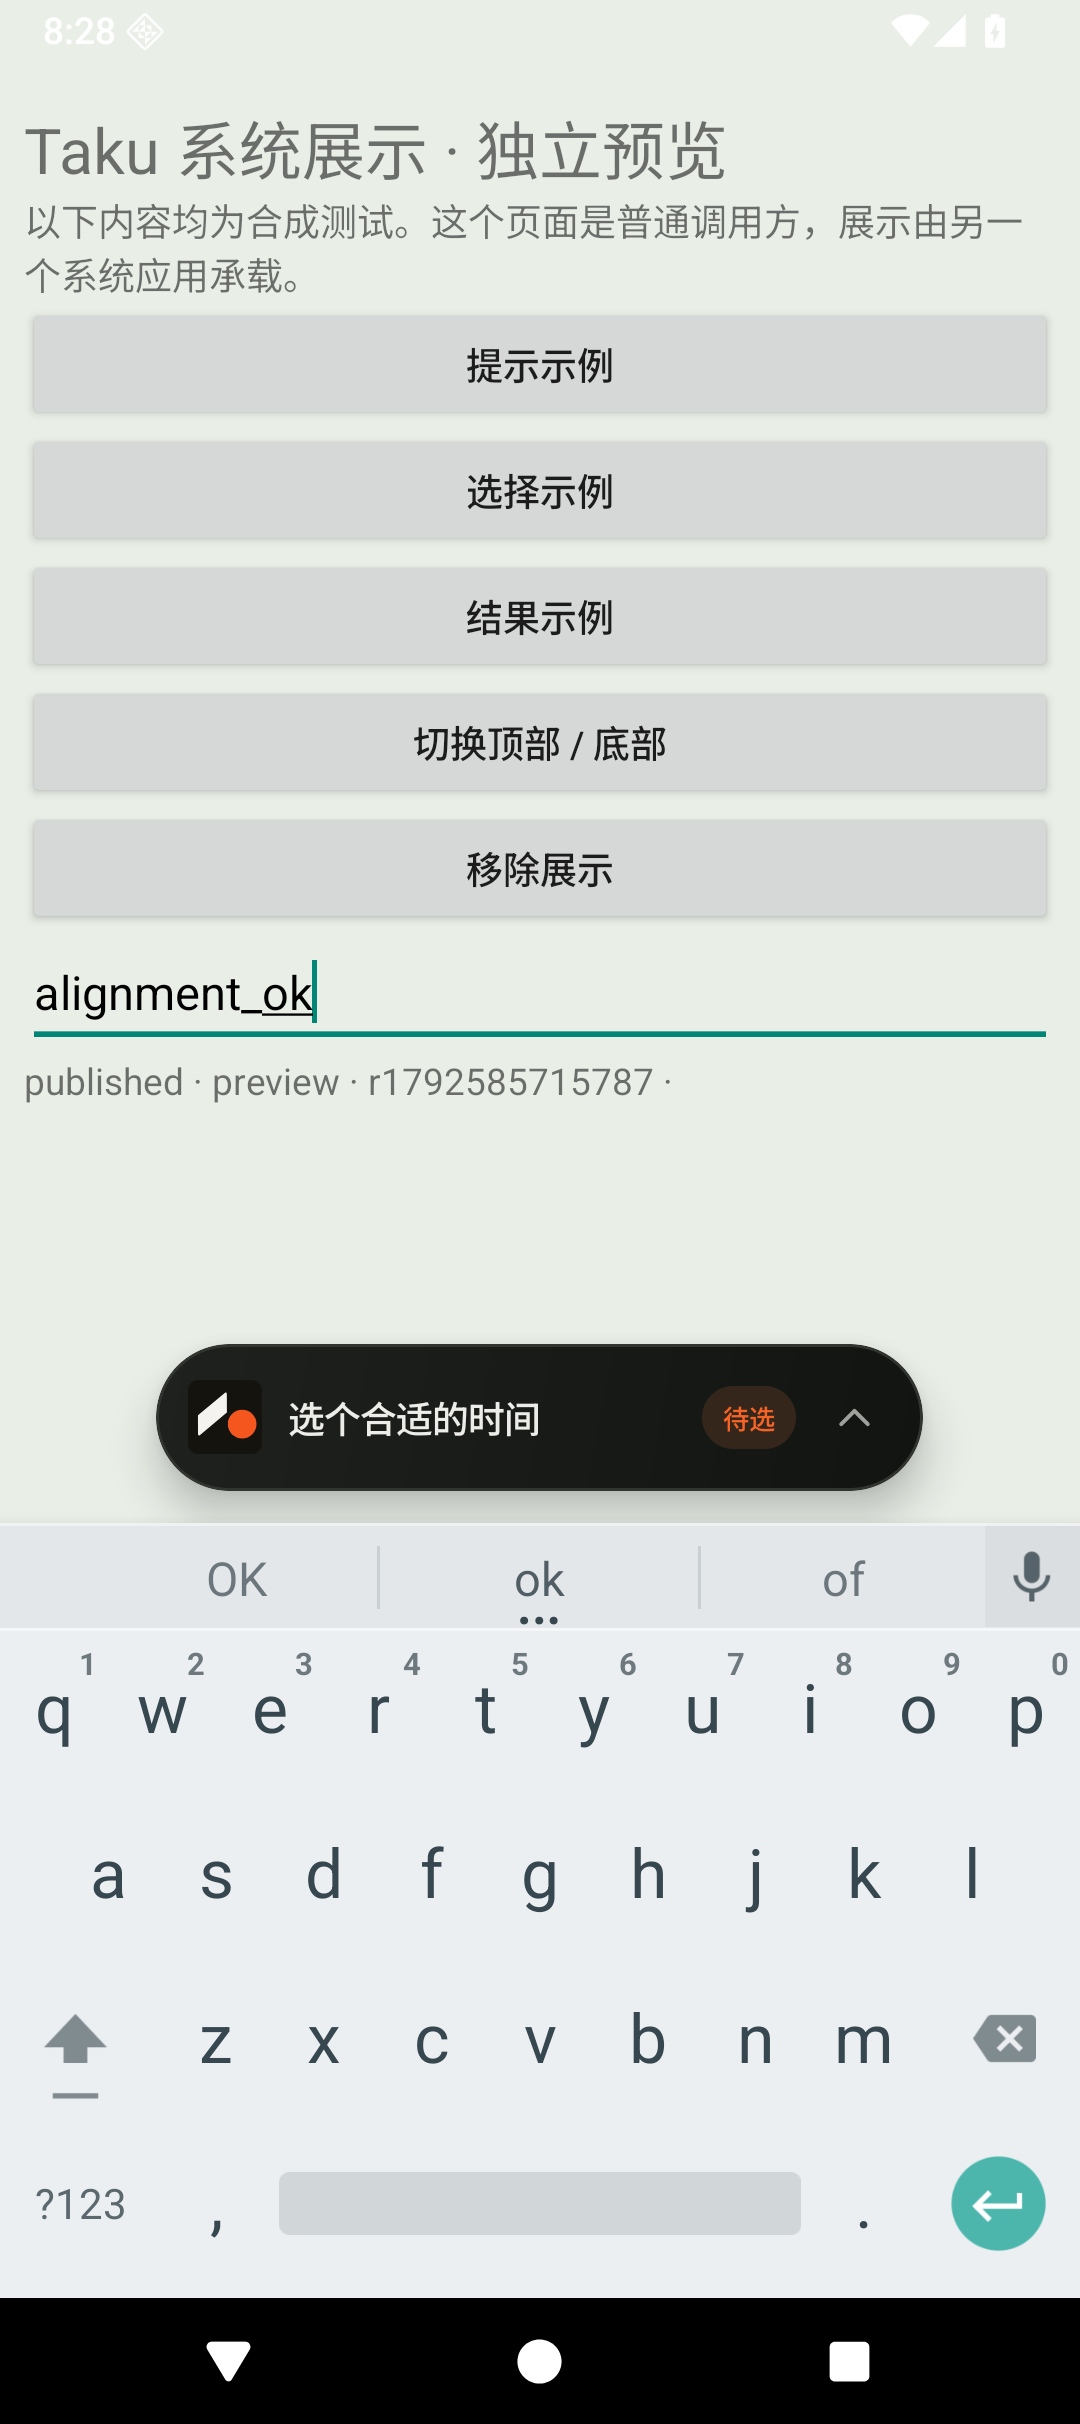 8:28
Taku 系统展示 · 独立预览
以下内容均为合成测试。这个页面是普通调用方，展示由另一
个系统应用承载。
提示示例
选择示例
结果示例
切换顶部 / 底部
移除展示
alignment_ok
published · preview · r1792585715787 ·
选个合适的时间 待选
OK ok of
1 2 3 4 5 6 7 8 9 0
q w e r t y u i o p
a s d f g h j k l
z x c v b n m
?123 , .